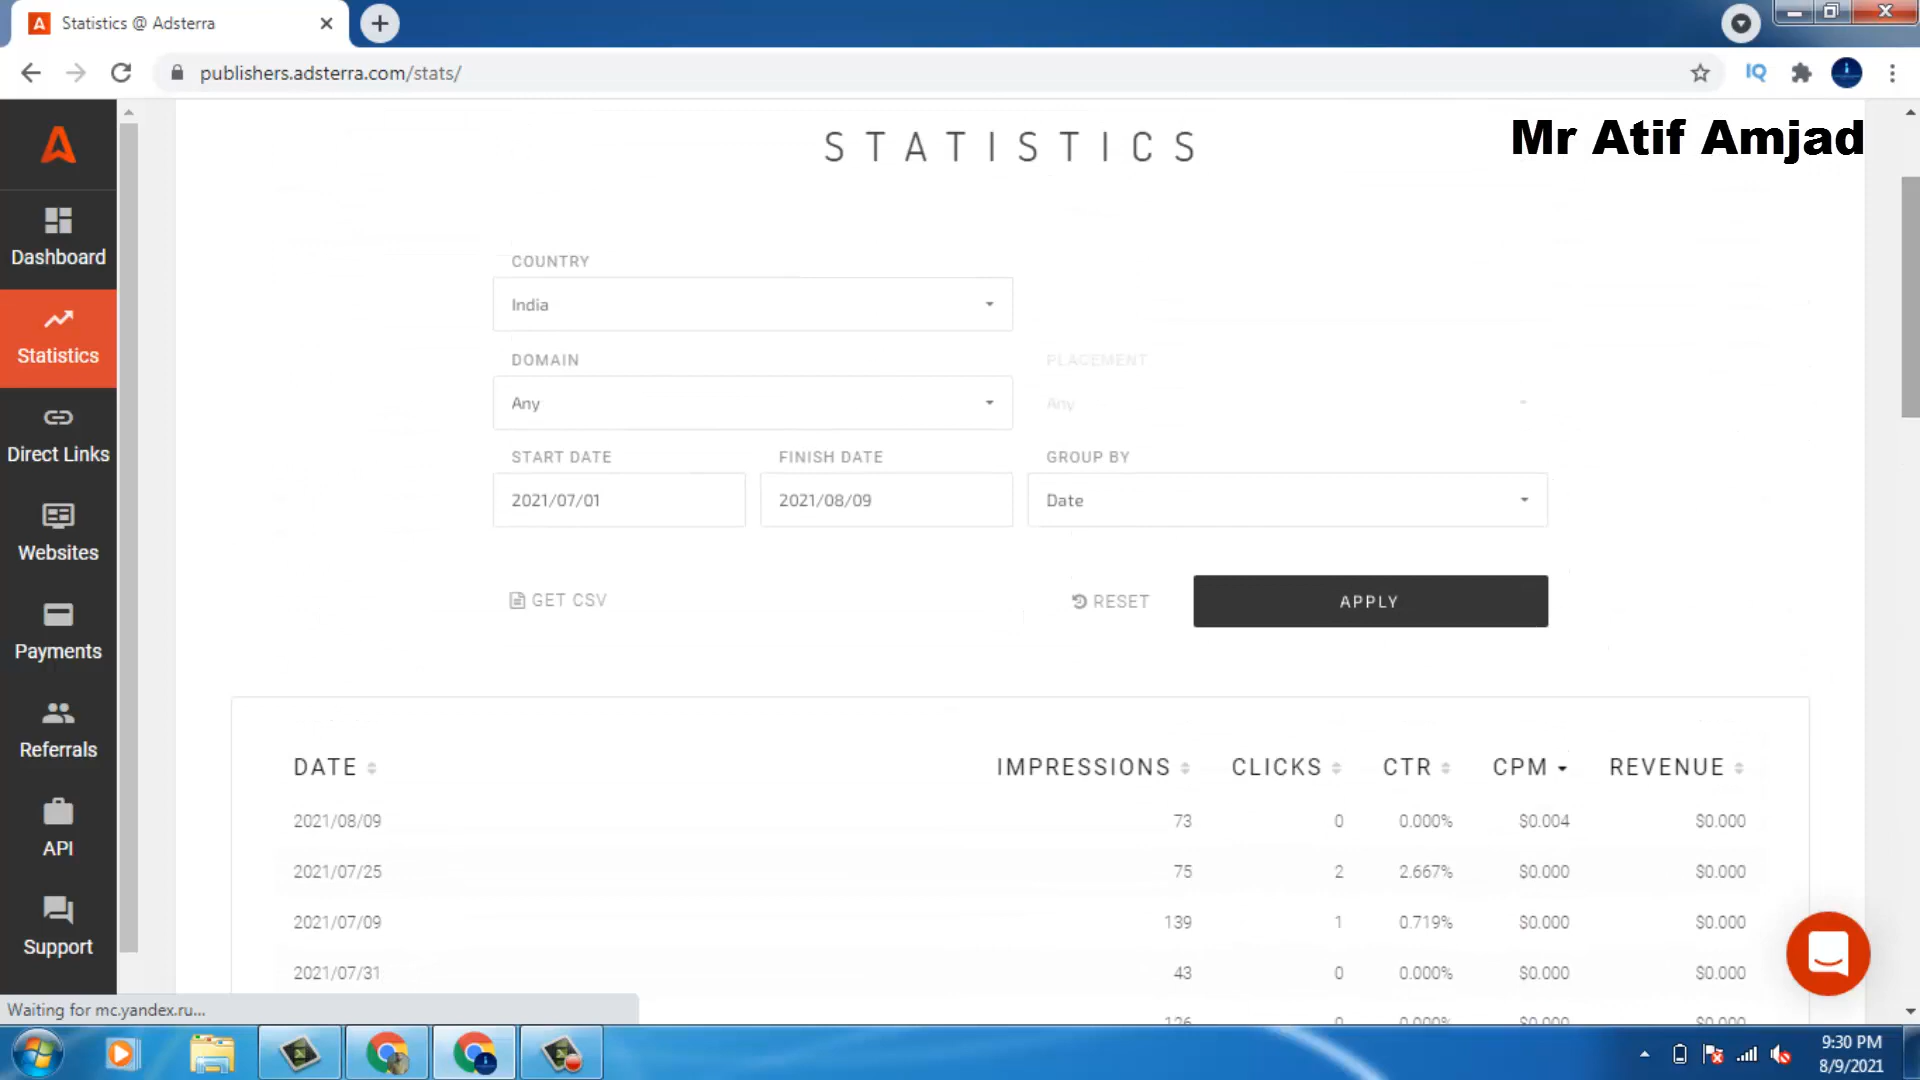 Statistics @ Adsterra
publishers.adsterra.com/stats/
IQ
Mr Atif Amjad
STATISTICS
Dashboard
Statistics
Direct Links
Websites
Payments
Referrals
API
Support
COUNTRY
India
DOMAIN PLACEMENT
Any Any
START DATE FINISH DATE GROUP BY
2021/07/01 2021/08/09 Date
GET CSV RESET APPLY
DATE IMPRESSIONS CLICKS CTR CPM REVENUE
2021/08/09 73 0 0.000% $0.004 $0.000
2021/07/25 75 2 2.667% $0.000 $0.000
2021/07/09 139 1 0.719% $0.000 $0.000
2021/07/31 43 0 0.000% $0.000 $0.000
Waiting for mc.yandex.ru...
9:30 PM
8/9/2021